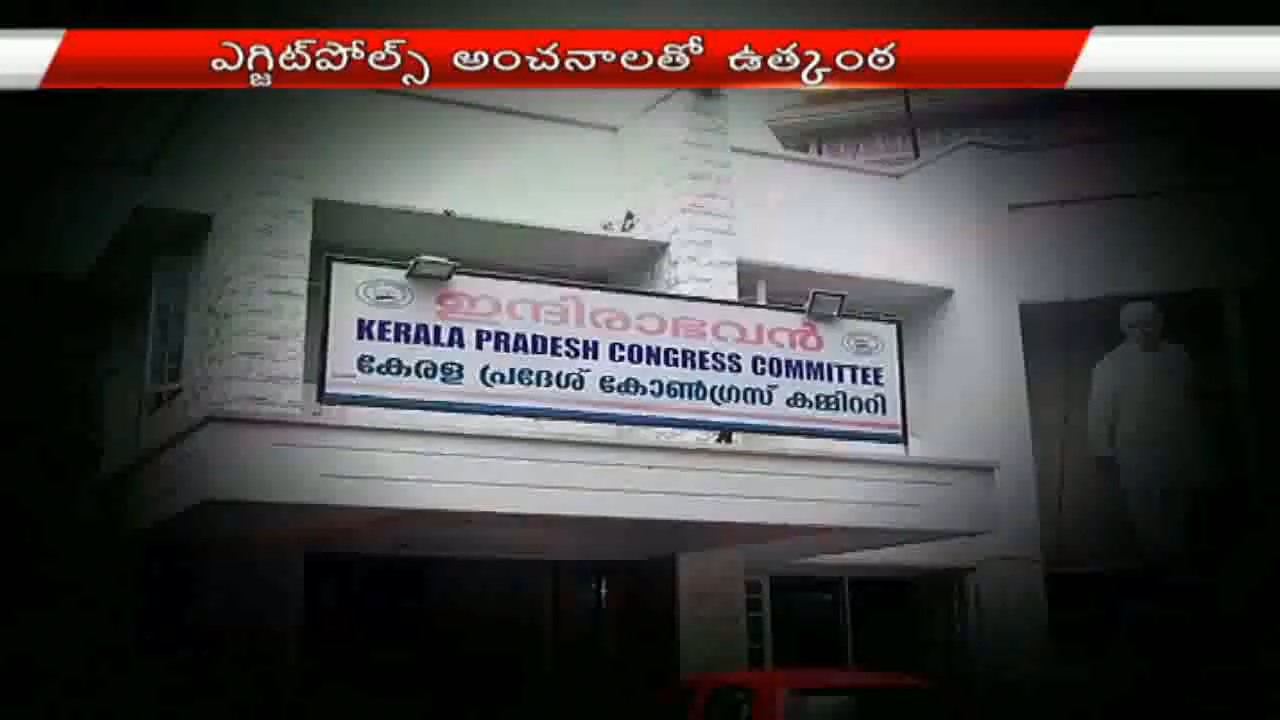 ఎగ్జిట్‌పోల్స్ అంచనాలతో ఉత్కంఠ
ഇന്ദിരാഭവൻ
KERALA PRADESH CONGRESS COMMITTEE
കേരള പ്രദേശ് കോൺഗ്രസ് കമ്മിററി